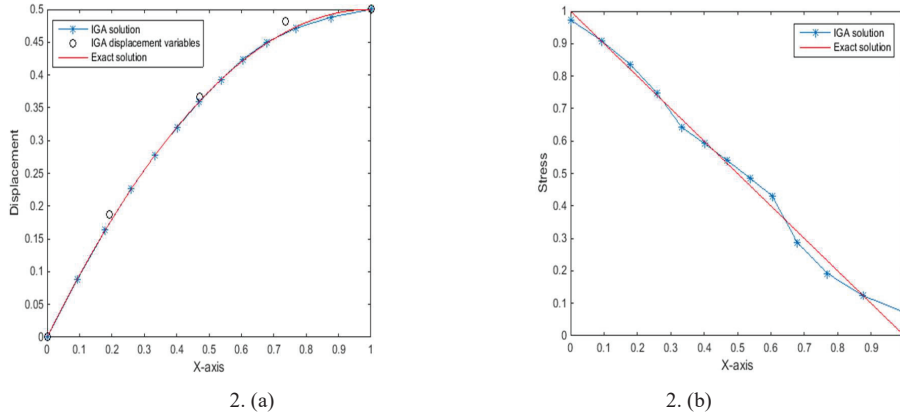 0.5
0.45
0.4
0.35
0.3
0.25
0.2
0.15
0.1
0.05
0
Displacement
IGA solution
IGA displacement variables
Exact solution
0 0.1 0.2 0.3 0.4 0.5 0.6 0.7 0.8 0.9 1
X-axis
2. (a)
1
0.9
0.8
0.7
0.6
0.5
0.4
0.3
0.2
0.1
0
Stress
IGA solution
Exact solution
0 0.1 0.2 0.3 0.4 0.5 0.6 0.7 0.8 0.9
X-axis
2. (b)